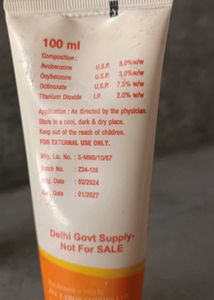 100 ml
Composition :
Avobenzone U.S.P. 3.0%w/w
Oxybenzone U.S.P. 3.0%w/w
Octinoxate U.S.P. 7.5% w/w
Titanium Dioxide I.P. 2.0% w/w
Application : As directed by the physician.
Store in a cool, dark & dry place.
Keep out of the reach of children.
FOR EXTERNAL USE ONLY.
Mfg. Lic. No. : S-MNB/10/67
Batch No. : Z24-128
Mfg. Date : 02/2024
Exp. Date : 01/2027
Delhi Govt Supply-
Not For SALE